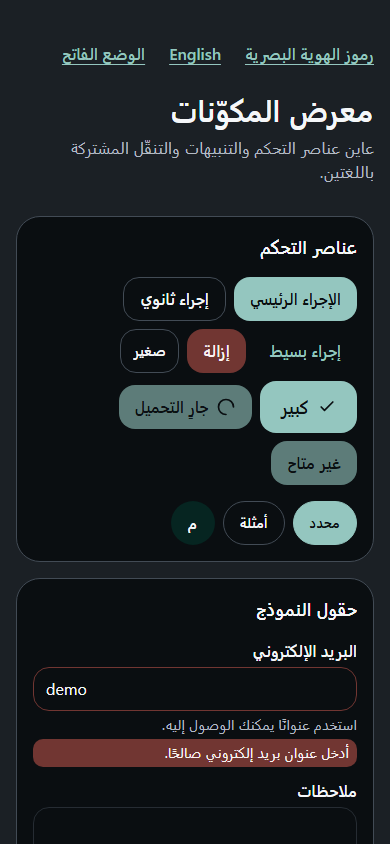 رموز الهوية البصرية English الوضع الفاتح
معرض المكوّنات
عاين عناصر التحكم والتنبيهات والتنقّل المشتركة
باللغتين.
عناصر التحكم
الإجراء الرئيسي إجراء ثانوي
إجراء بسيط إزالة صغير
كبير جارٍ التحميل
غير متاح
محدد أمثلة م
حقول النموذج
البريد الإلكتروني
demo
استخدم عنوانًا يمكنك الوصول إليه.
أدخل عنوان بريد إلكتروني صالحًا.
ملاحظات